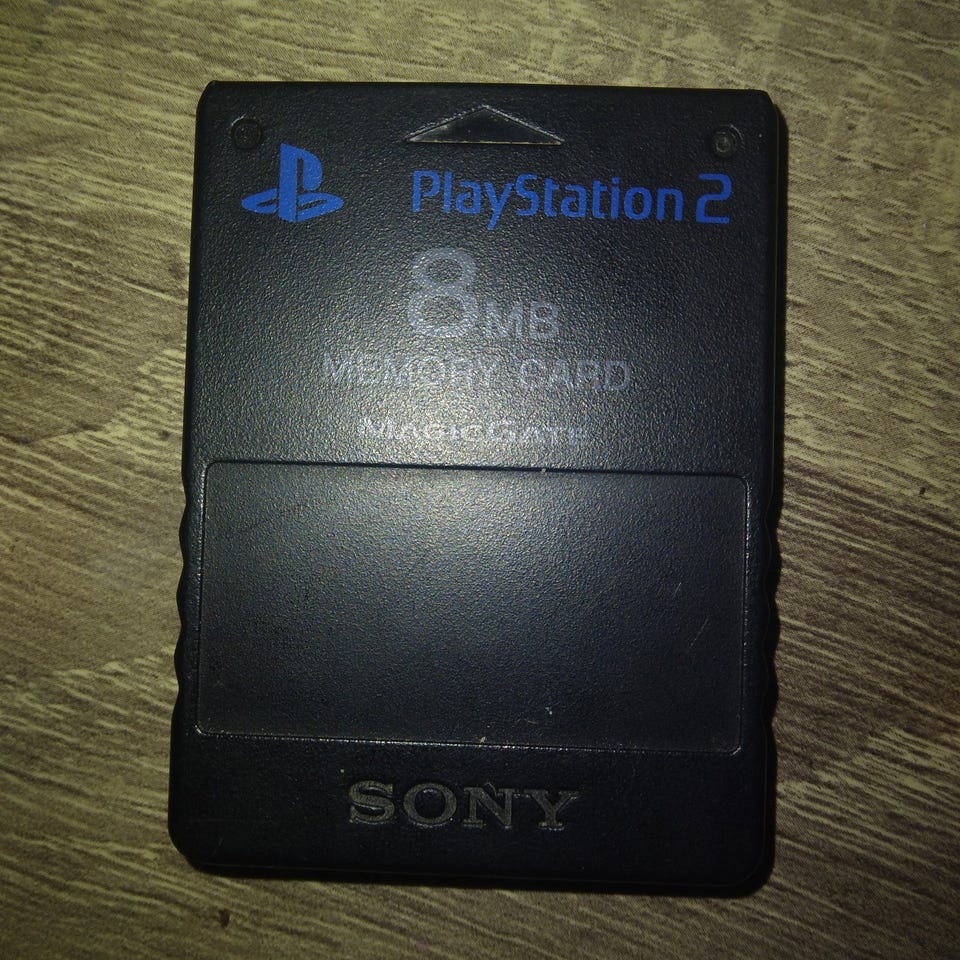 PlayStation 2
8MB
MEMORY CARD
MAGICGATE
SONY